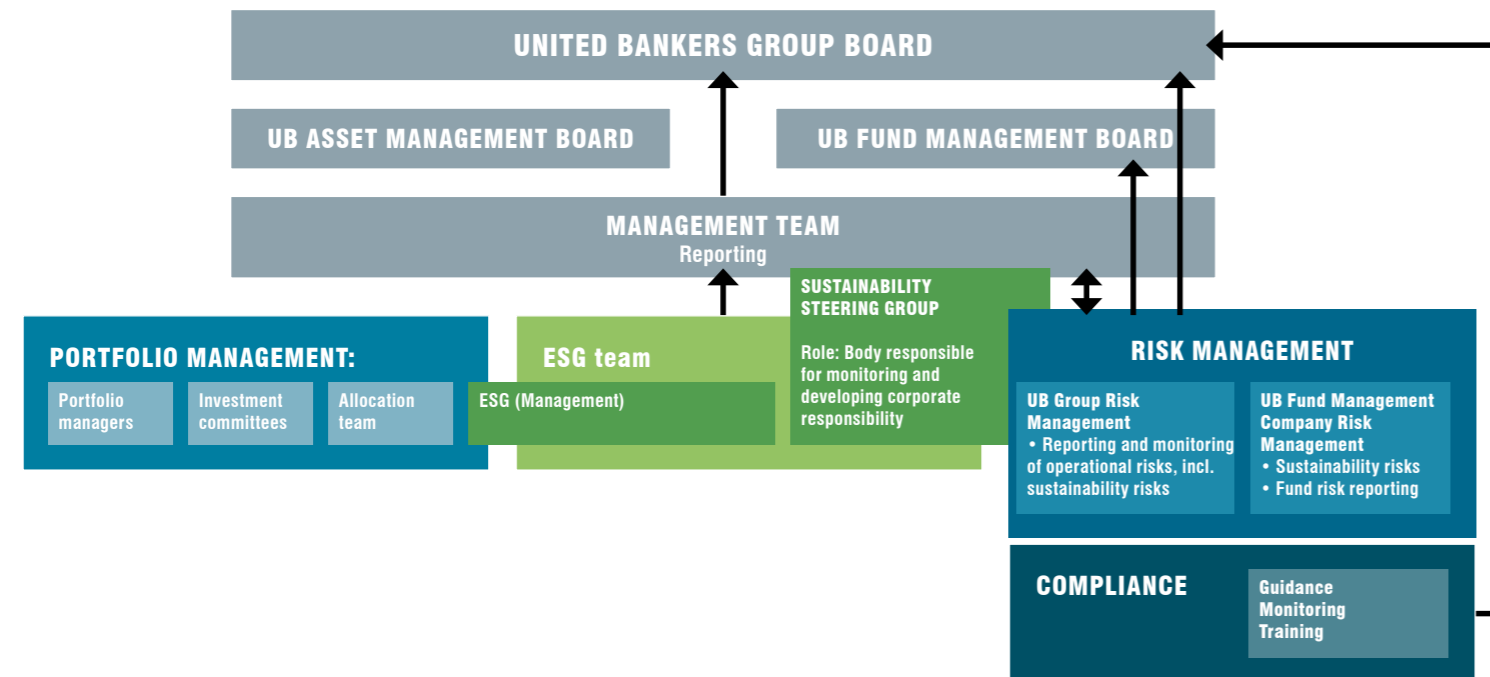 UNITED BANKERS GROUP BOARD
UB ASSET MANAGEMENT BOARD
UB FUND MANAGEMENT BOARD
MANAGEMENT TEAM
Reporting
SUSTAINABILITY
STEERING GROUP
Role: Body responsible
for monitoring and
developing corporate
responsibility
PORTFOLIO MANAGEMENT:
Portfolio
managers
Investment
committees
Allocation
team
ESG team
ESG (Management)
RISK MANAGEMENT
UB Group Risk
Management
• Reporting and monitoring
of operational risks, incl.
sustainability risks
UB Fund Management
Company Risk
Management
• Sustainability risks
• Fund risk reporting
COMPLIANCE
Guidance
Monitoring
Training